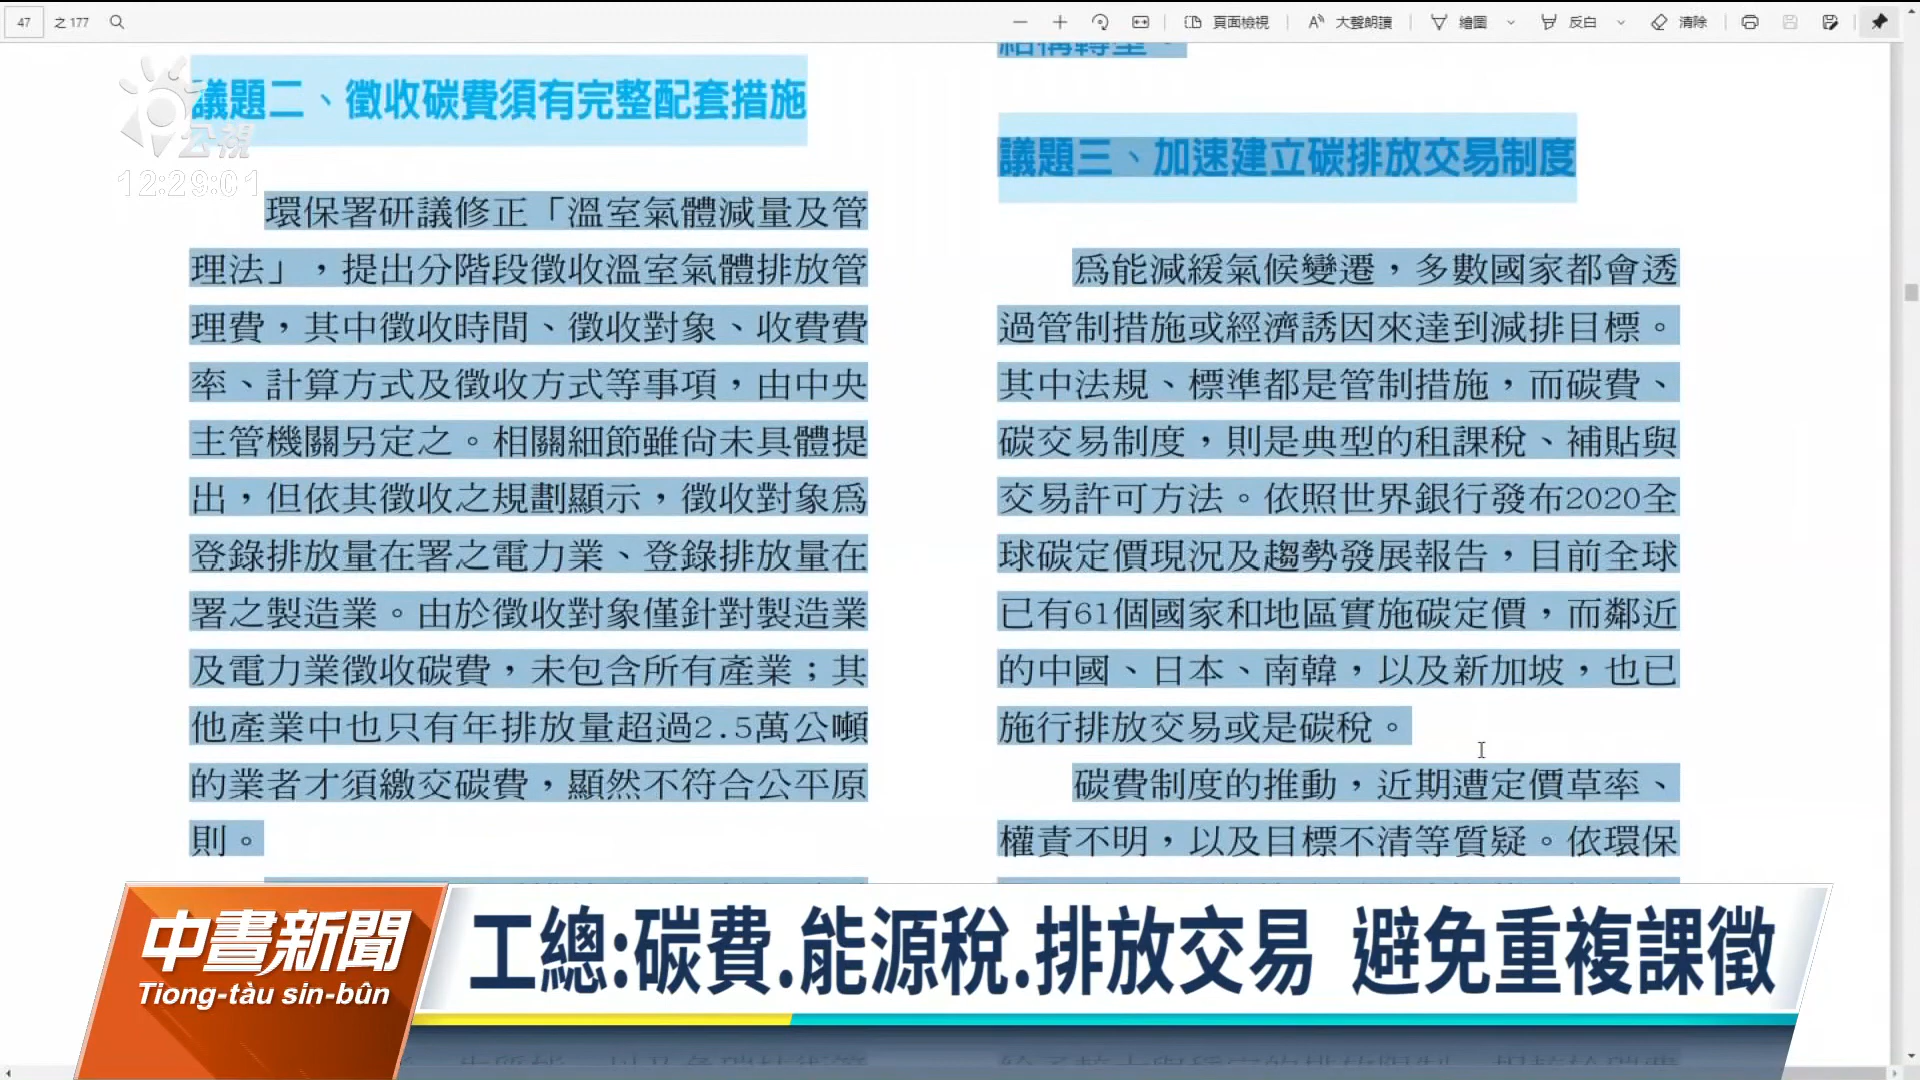 47 之 177
頁面檢視 大聲朗讀 繪圖 反白 清除
公視
12:29:01
議題二、徵收碳費須有完整配套措施
環保署研議修正「溫室氣體減量及管
理法」，提出分階段徵收溫室氣體排放管
理費，其中徵收時間、徵收對象、收費費
率、計算方式及徵收方式等事項，由中央
主管機關另定之。相關細節雖尚未具體提
出，但依其徵收之規劃顯示，徵收對象為
登錄排放量在署之電力業、登錄排放量在
署之製造業。由於徵收對象僅針對製造業
及電力業徵收碳費，未包含所有產業；其
他產業中也只有年排放量超過2.5萬公噸
的業者才須繳交碳費，顯然不符合公平原
則。
結構轉型。
議題三、加速建立碳排放交易制度
為能減緩氣候變遷，多數國家都會透
過管制措施或經濟誘因來達到減排目標。
其中法規、標準都是管制措施，而碳費、
碳交易制度，則是典型的租課稅、補貼與
交易許可方法。依照世界銀行發布2020全
球碳定價現況及趨勢發展報告，目前全球
已有61個國家和地區實施碳定價，而鄰近
的中國、日本、南韓，以及新加坡，也已
施行排放交易或是碳稅。
碳費制度的推動，近期遭定價草率、
權責不明，以及目標不清等質疑。依環保
中晝新聞
Tiong-tàu sin-bûn
工總:碳費.能源稅.排放交易 避免重複課徵